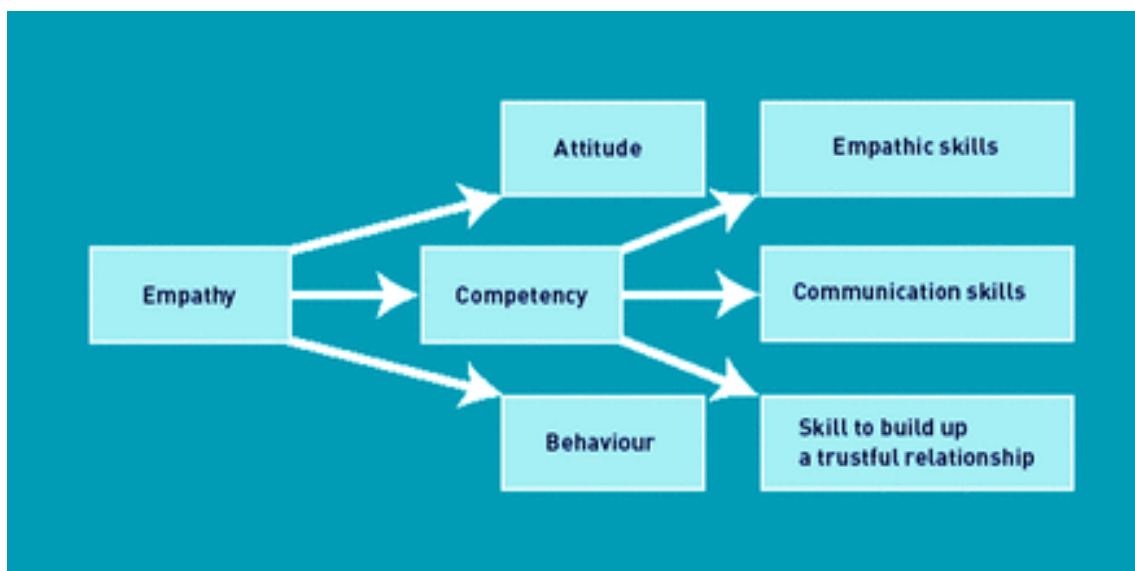 Attitude
Empathic skills
Empathy
Competency
Communication skills
Behaviour
Skill to build up
a trustful relationship